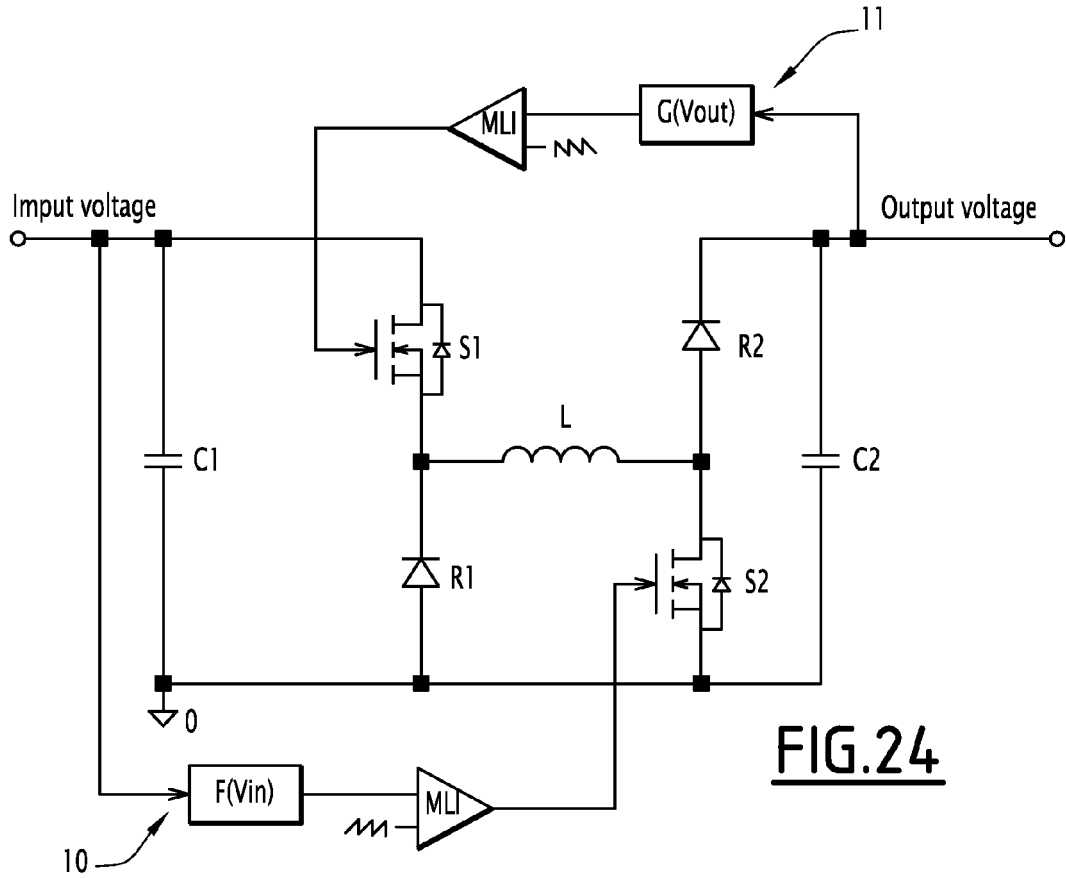 11
G(Vout)
MLI
Imput voltage
Output voltage
S1
R2
L
C1
C2
R1
S2
0
FIG.24
F(Vin)
MLI
10